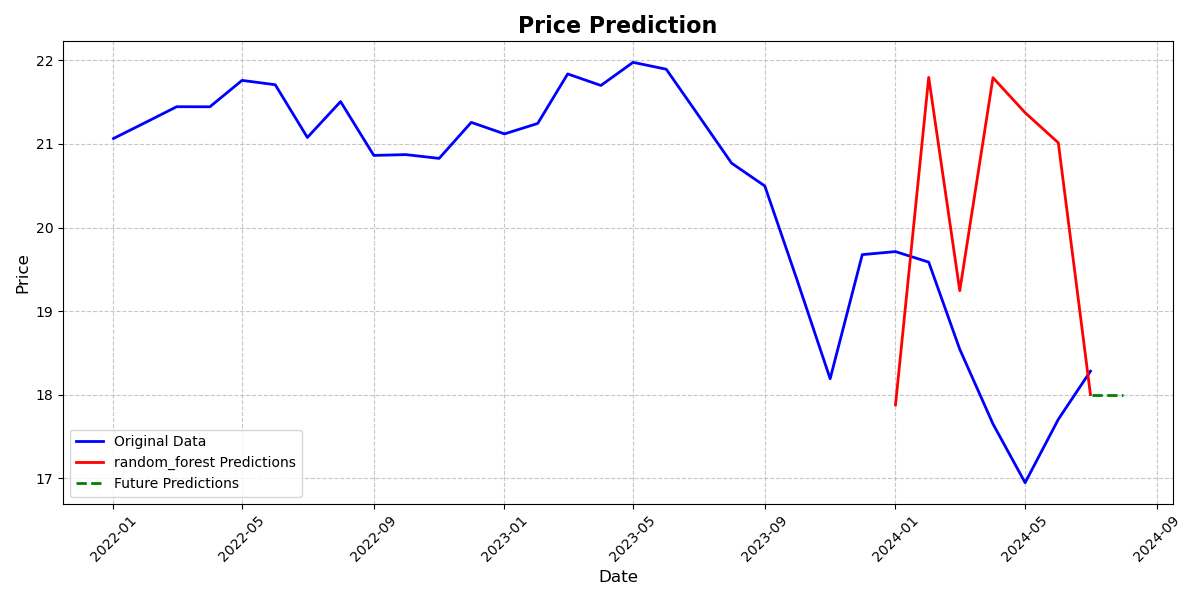 Price Prediction
Price
22
21
20
19
18
17
Original Data
random_forest Predictions
Future Predictions
2022-01
2022-05
2022-09
2023-01
2023-05
2023-09
2024-01
2024-05
2024-09
Date